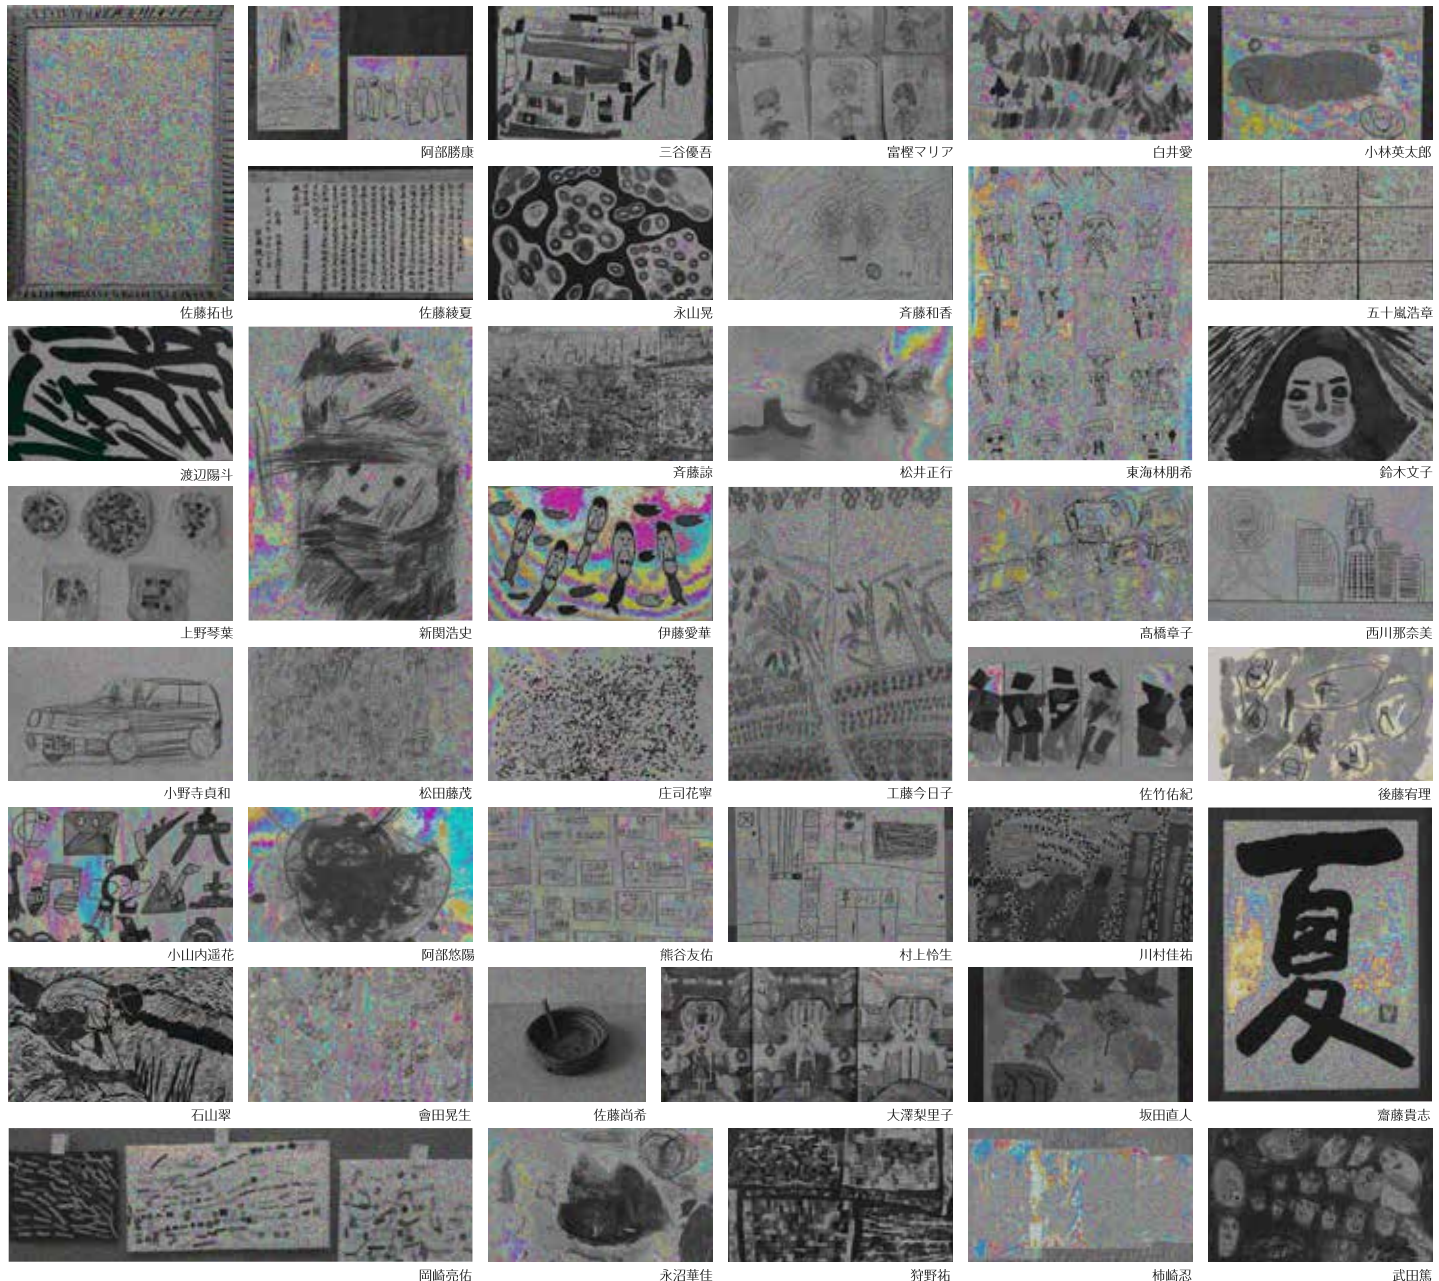 阿部勝康
三谷優吾
富樫マリア
白井愛
小林英太郎
佐藤拓也
佐藤綾夏
永山晃
斉藤和香
五十嵐浩章
渡辺陽斗
斉藤諒
松井正行
東海林朋希
鈴木文子
上野琴葉
新関浩史
伊藤愛華
髙橋章子
西川那奈美
小野寺貞和
松田藤茂
庄司花寧
工藤今日子
佐竹佑紀
後藤宥理
小山内遥花
阿部悠陽
熊谷友佑
村上怜生
川村佳祐
夏
石山翠
會田晃生
佐藤尚希
大澤梨里子
坂田直人
齋藤貴志
岡崎亮佑
永沼華佳
狩野祐
柿崎忍
武田篤